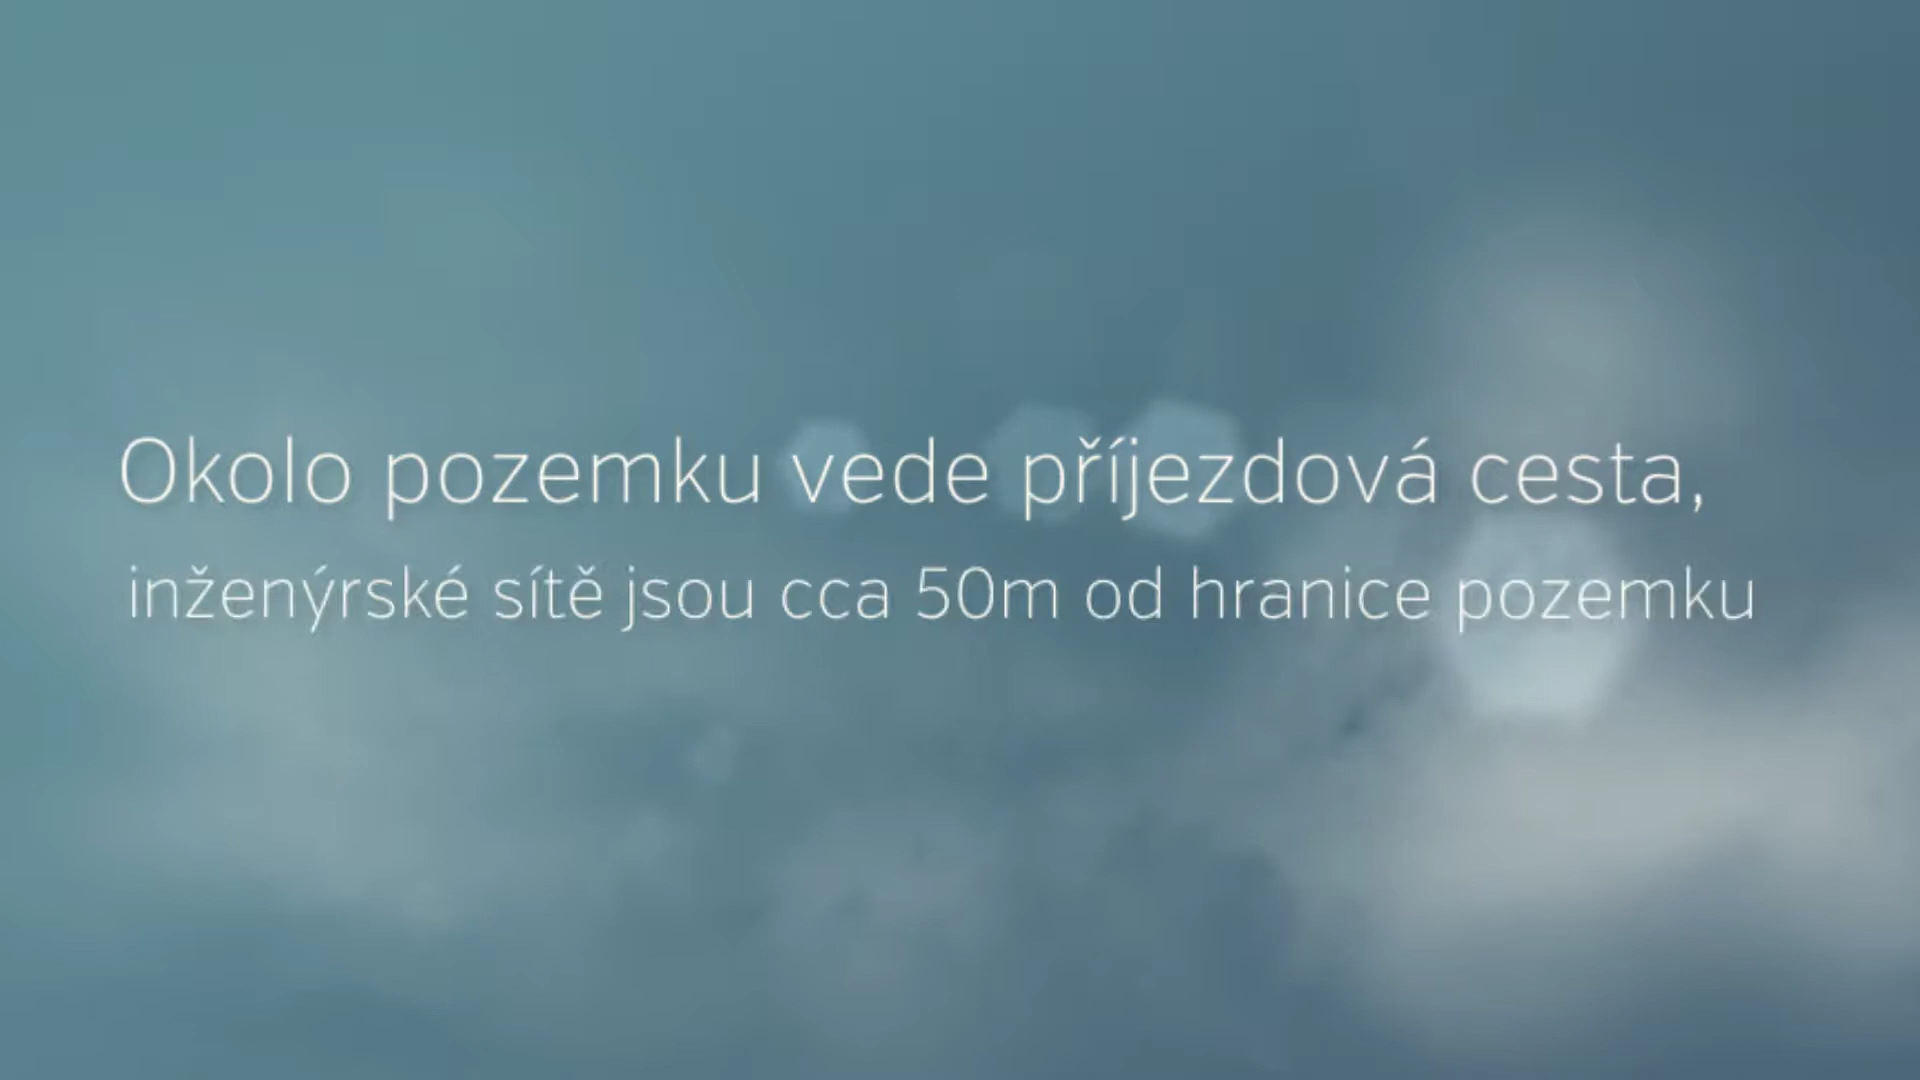 Okolo pozemku vede příjezdová cesta,
inženýrské sítě jsou cca 50m od hranice pozemku